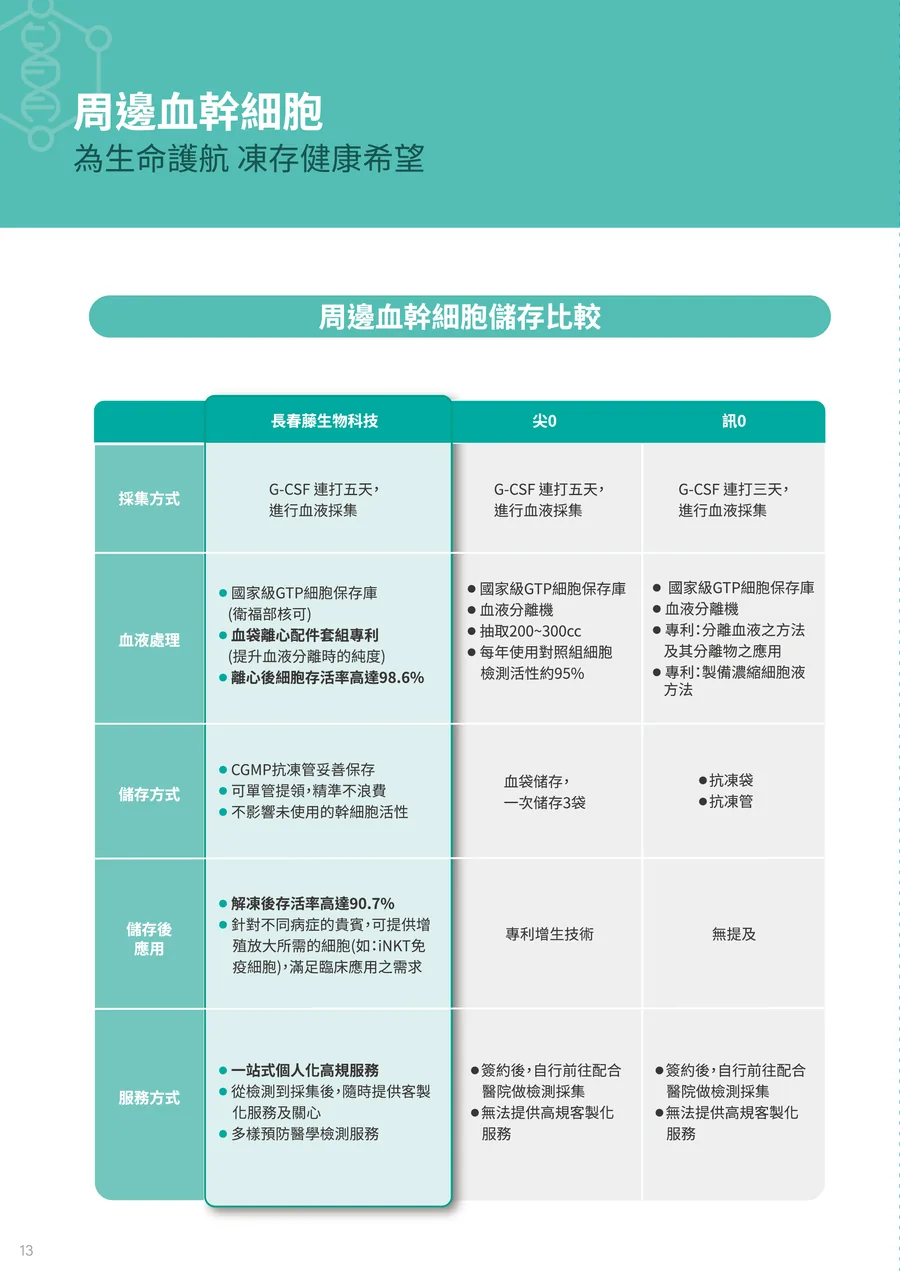 周邊血幹細胞
為生命護航 凍存健康希望
周邊血幹細胞儲存比較
長春藤生物科技
尖0
訊0
採集方式
G-CSF 連打五天，
進行血液採集
G-CSF 連打五天，
進行血液採集
G-CSF 連打三天，
進行血液採集
血液處理
● 國家級GTP細胞保存庫
(衛福部核可)
● 血袋離心配件套組專利
(提升血液分離時的純度)
● 離心後細胞存活率高達98.6%
● 國家級GTP細胞保存庫
● 血液分離機
● 抽取200~300cc
● 每年使用對照組細胞
檢測活性約95%
● 國家級GTP細胞保存庫
● 血液分離機
● 專利：分離血液之方法
及其分離物之應用
● 專利：製備濃縮細胞液
方法
儲存方式
● CGMP抗凍管妥善保存
● 可單管提領，精準不浪費
● 不影響未使用的幹細胞活性
血袋儲存，
一次儲存3袋
●抗凍袋
●抗凍管
儲存後
應用
● 解凍後存活率高達90.7%
● 針對不同病症的貴賓，可提供增
殖放大所需的細胞(如：iNKT免
疫細胞)，滿足臨床應用之需求
專利增生技術
無提及
服務方式
● 一站式個人化高規服務
● 從檢測到採集後，隨時提供客製
化服務及關心
● 多樣預防醫學檢測服務
●簽約後，自行前往配合
醫院做檢測採集
●無法提供高規客製化
服務
●簽約後，自行前往配合
醫院做檢測採集
●無法提供高規客製化
服務
13